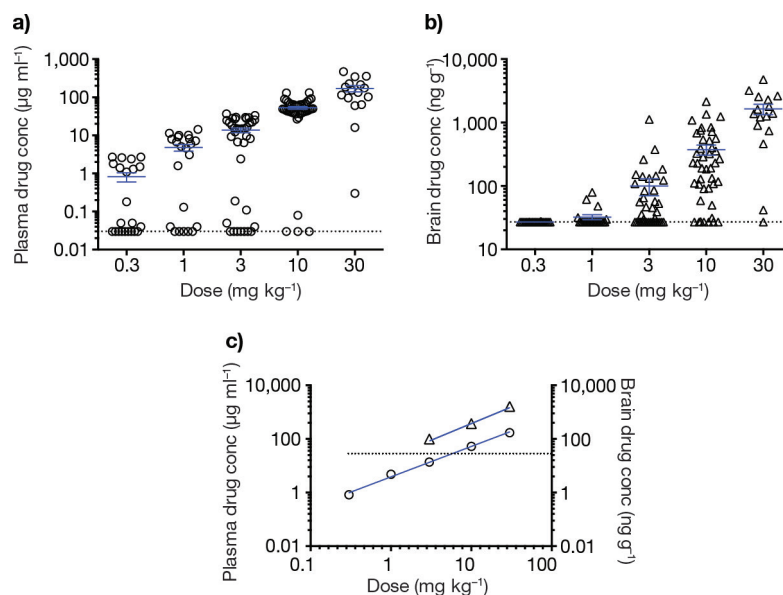 a)
Plasma drug conc (µg ml⁻¹)
1,000
100
10
1
0.1
0.01
0.3 1 3 10 30
Dose (mg kg⁻¹)
b)
Brain drug conc (ng g⁻¹)
10,000
1,000
100
10
0.3 1 3 10 30
Dose (mg kg⁻¹)
c)
Plasma drug conc (µg ml⁻¹)
10,000
100
1
0.01
0.1 1 10 100
Dose (mg kg⁻¹)
10,000
100
1
0.01
Brain drug conc (ng g⁻¹)